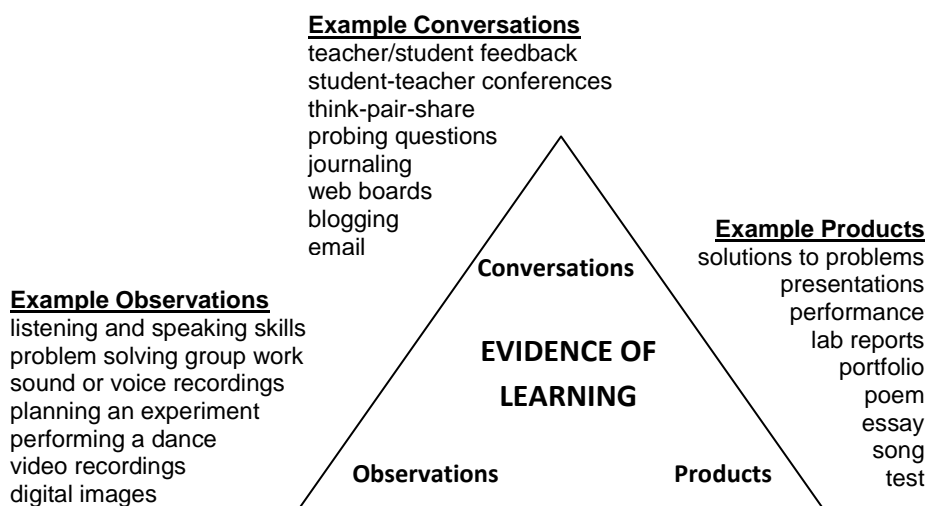 Example Conversations
teacher/student feedback
student-teacher conferences
think-pair-share
probing questions
journaling
web boards
blogging
email
Example Products
solutions to problems
presentations
performance
lab reports
portfolio
poem
essay
song
test
Example Observations
listening and speaking skills
problem solving group work
sound or voice recordings
planning an experiment
performing a dance
video recordings
digital images
Conversations
EVIDENCE OF
LEARNING
Observations
Products